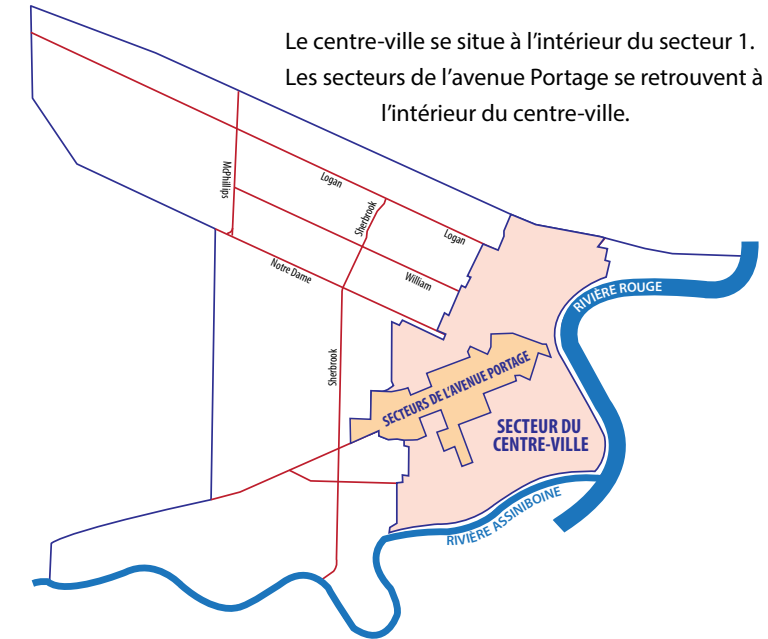 Le centre-ville se situe à l’intérieur du secteur 1.
Les secteurs de l’avenue Portage se retrouvent à
l’intérieur du centre-ville.
McPhillips
Logan
Sherbrook
Logan
Notre Dame
William
RIVIÈRE ROUGE
Sherbrook
SECTEURS DE L’AVENUE PORTAGE
SECTEUR DU
CENTRE-VILLE
RIVIÈRE ASSINIBOINE